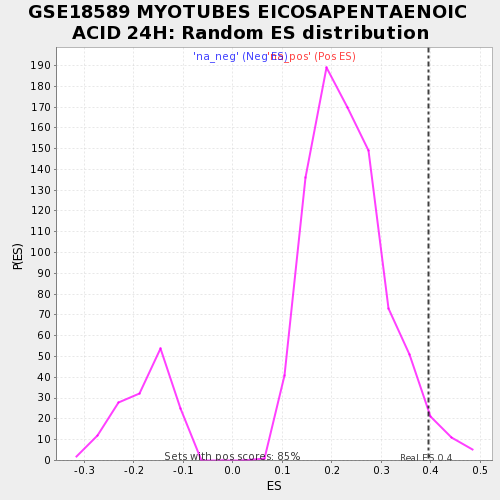 GSE18589 MYOTUBES EICOSAPENTAENOIC
ACID 24H: Random ES distribution
'na_neg' (Neg ES) 'na_pos' (Pos ES)
190
180
170
160
150
140
130
120
110
100
90
80
70
60
50
40
30
20
10
0
P(ES)
Sets with pos scores: 85%
Real ES 0.4
-0.3 -0.2 -0.1 0.0 0.1 0.2 0.3 0.4 0.5
ES